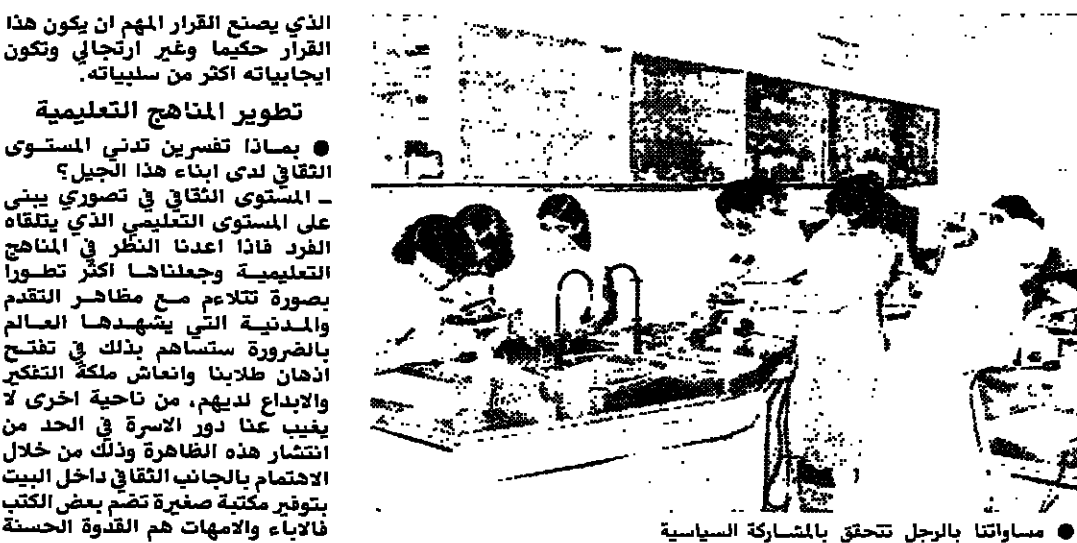 الذي يصنع القرار المهم ان يكون هذا
القرار حكيما وغير ارتجالي وتكون
ايجابياته اكثر من سلبياته.
تطوير المناهج التعليمية
● بماذا تفسرين تدني المستوى
الثقافي لدى ابناء هذا الجيل؟
ـ المستوى الثقافي في تصوري يبنى
على المستوى التعليمي الذي يتلقاه
الفرد فاذا اعدنا النظر في المناهج
التعليمية وجعلناها اكثر تطورا
بصورة تتلاءم مع مظاهر التقدم
والمدنية التي يشهدها العالم
بالضرورة ستساهم بذلك في تفتح
اذهان طلابنا وانعاش ملكة التفكير
والابداع لديهم، من ناحية اخرى لا
يغيب عنا دور الاسرة في الحد من
انتشار هذه الظاهرة وذلك من خلال
الاهتمام بالجانب الثقافي داخل البيت
بتوفير مكتبة صغيرة تضم بعض الكتب
فالاباء والامهات هم القدوة الحسنة
● مساواتنا بالرجل تتحقق بالمشاركة السياسية